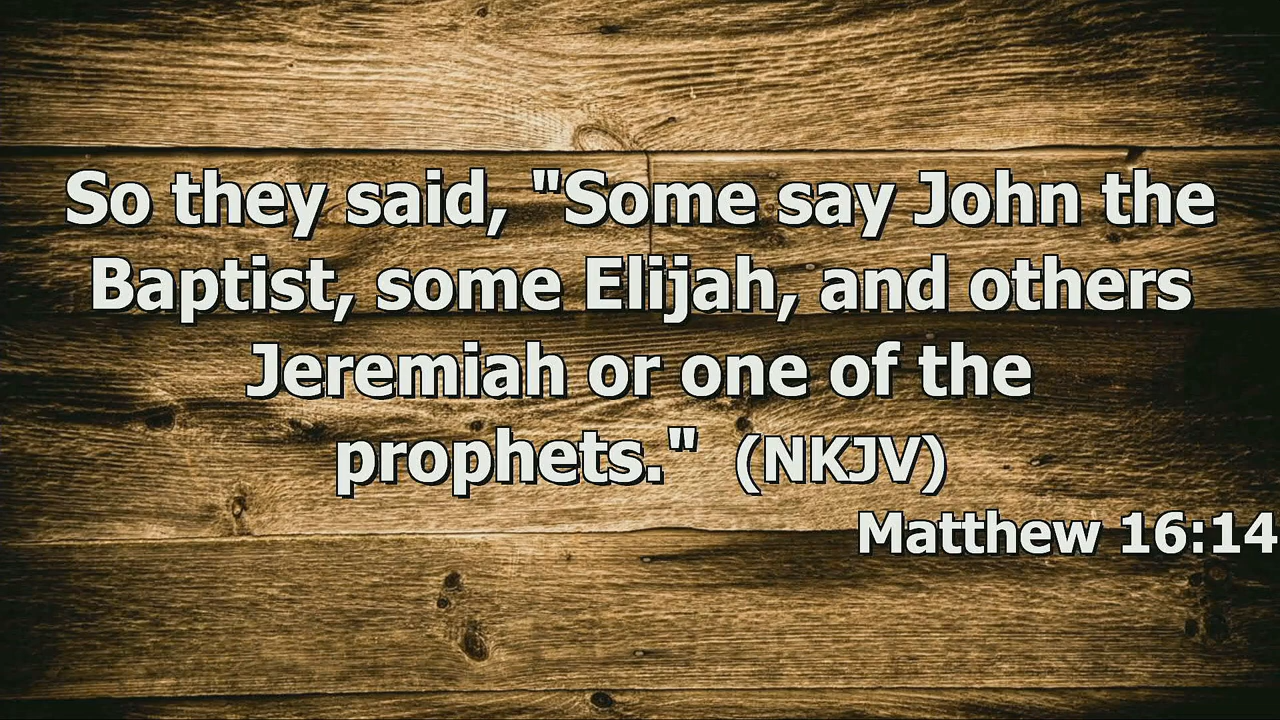 So they said, "Some say John the
Baptist, some Elijah, and others
Jeremiah or one of the
prophets." (NKJV)
Matthew 16:14